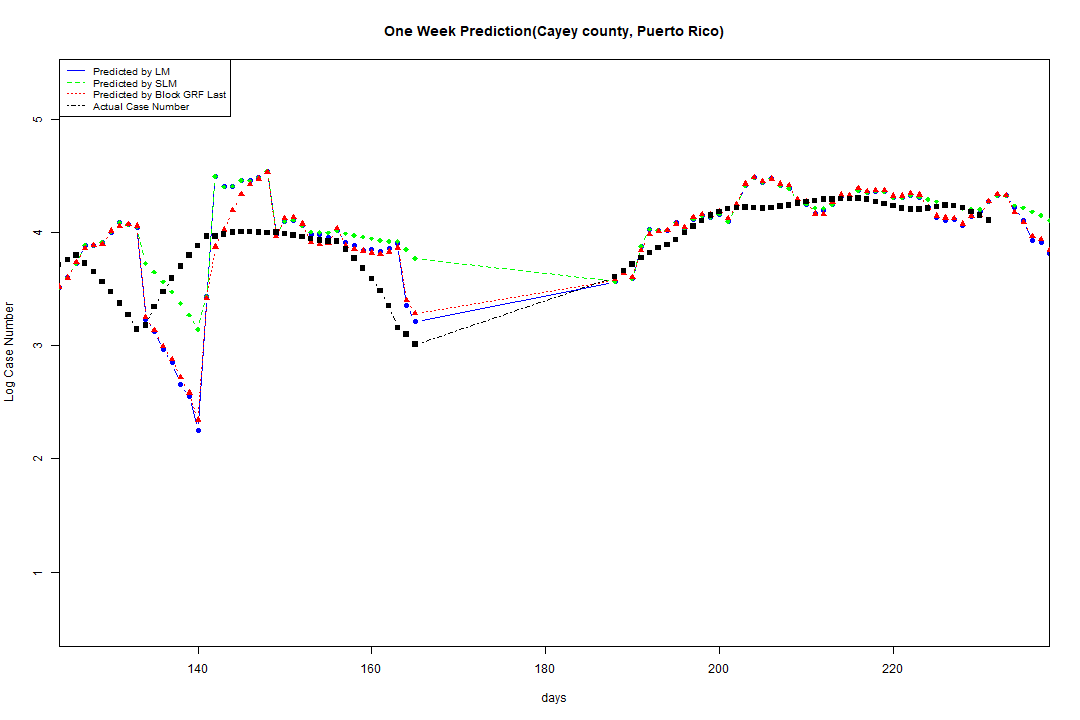 One Week Prediction(Cayey county, Puerto Rico)
Predicted by LM
Predicted by SLM
Predicted by Block GRF Last
Actual Case Number
Log Case Number
5
4
3
2
1
140 160 180 200 220
days